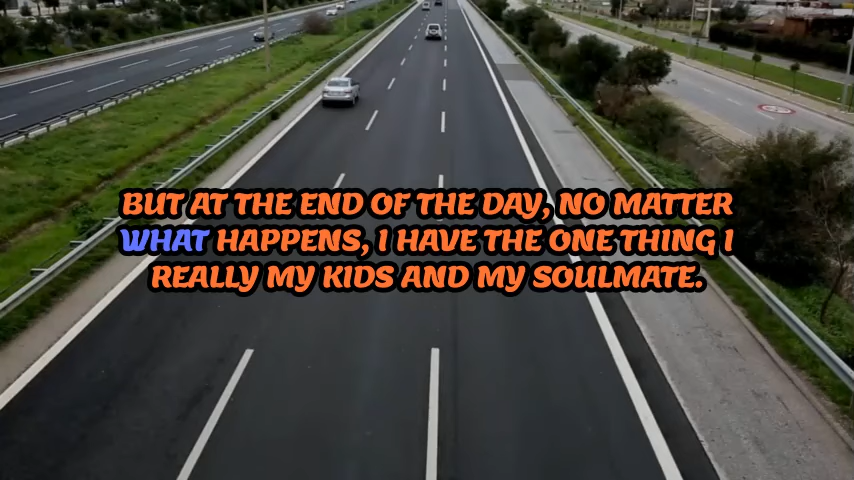 BUT AT THE END OF THE DAY, NO MATTER
WHAT HAPPENS, I HAVE THE ONE THING I
REALLY MY KIDS AND MY SOULMATE.